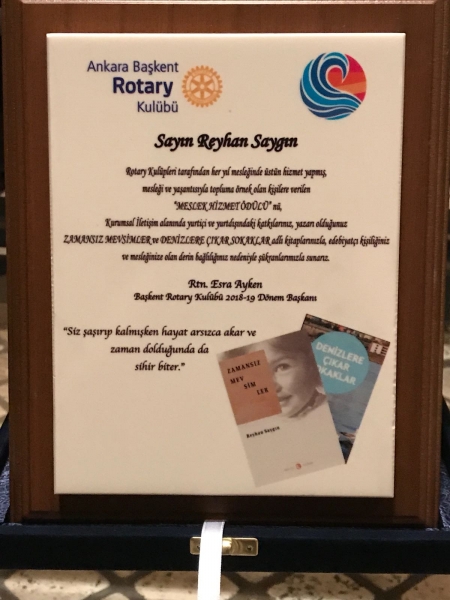 Ankara Başkent
Rotary
Kulübü
Sayın Reyhan Saygın
Rotary Kulüpleri tarafından her yıl mesleğinde üstün hizmet yapmış,
mesleği ve yaşantısıyla topluma örnek olan kişilere verilen
"MESLEK HİZMET ÖDÜLÜ" nü,
Kurumsal İletişim alanında yurtiçi ve yurtdışındaki katkılarınız, yazarı olduğunuz
ZAMANSIZ MEVSİMLER ve DENİZLERE ÇIKAR SOKAKLAR adlı kitaplarınızla, edebiyatçı kişiliğiniz
ve mesleğinize olan derin bağlılığınız nedeniyle şükranlarımızla sunarız.
Rtn. Esra Ayken
Başkent Rotary Kulübü 2018-19 Dönem Başkanı
"Siz şaşırıp kalmışken hayat arsızca akar ve
zaman dolduğunda da
sihir biter."
ZAMANSIZ
MEV
SİM
LER
Reyhan Saygın
DENİZLERE
ÇIKAR
SOKAKLAR